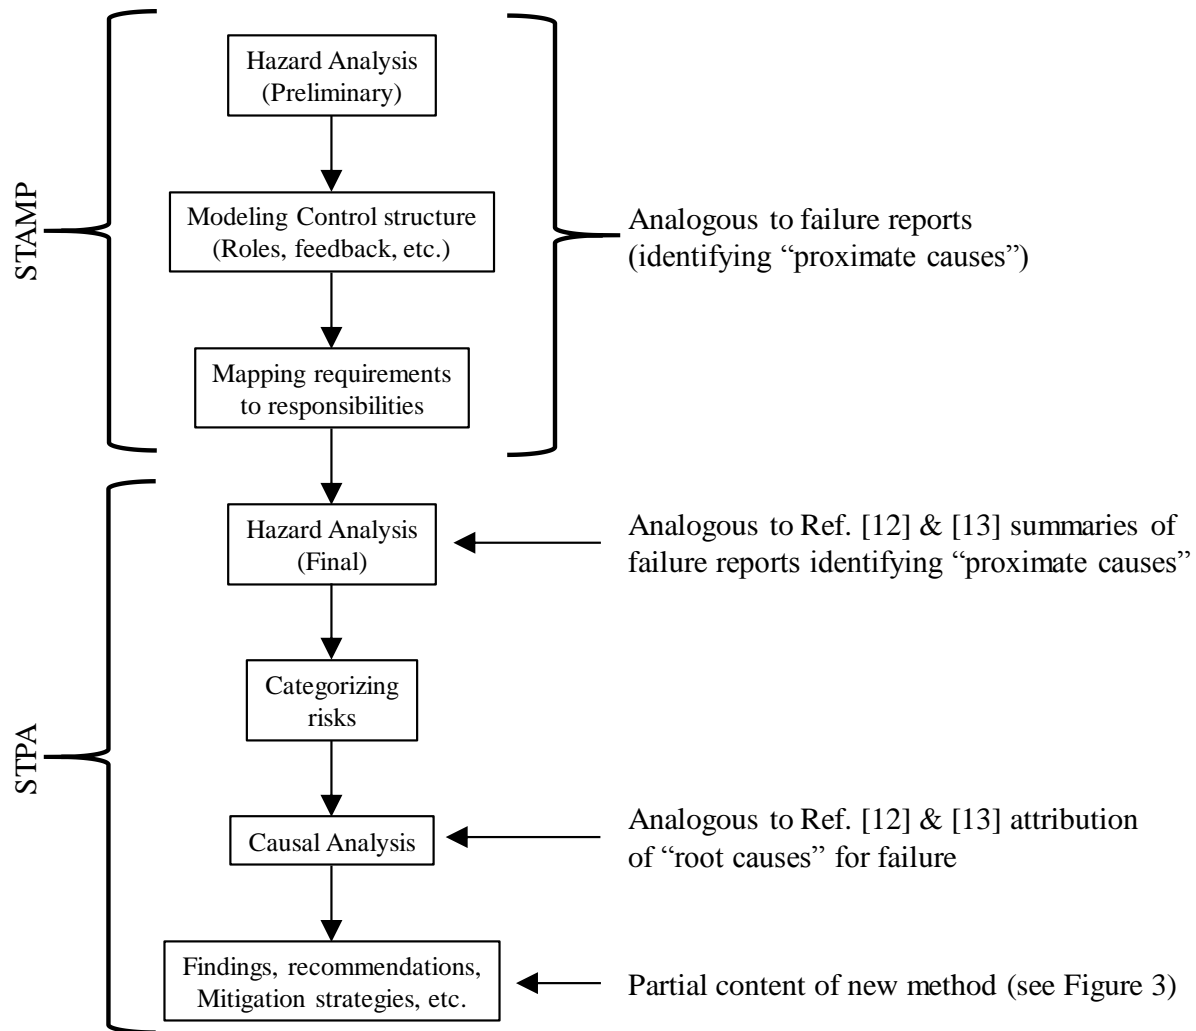 STAMP
Hazard Analysis
(Preliminary)
Modeling Control structure
(Roles, feedback, etc.)
Mapping requirements
to responsibilities
Analogous to failure reports
(identifying “proximate causes”)
STPA
Hazard Analysis
(Final)
Analogous to Ref. [12] & [13] summaries of
failure reports identifying “proximate causes”
Categorizing
risks
Causal Analysis
Analogous to Ref. [12] & [13] attribution
of “root causes” for failure
Findings, recommendations,
Mitigation strategies, etc.
Partial content of new method (see Figure 3)